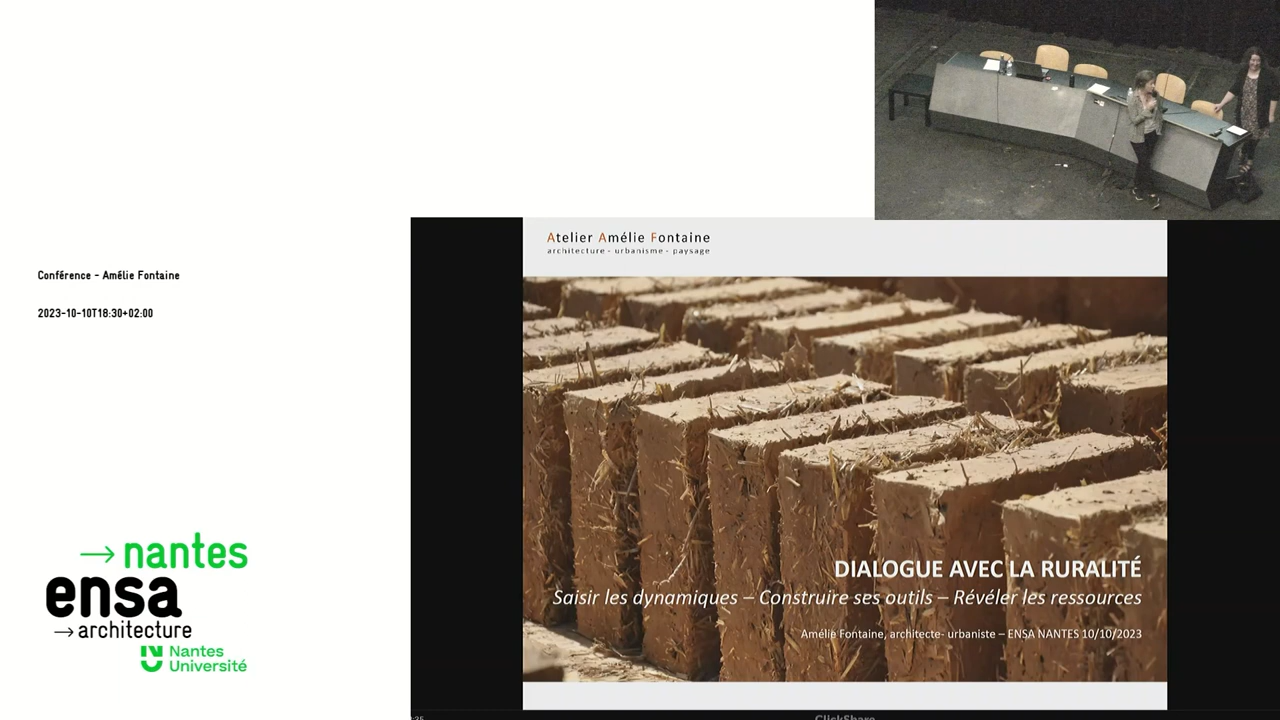 Conférence - Amélie Fontaine
2023-10-10T18:30+02:00
→ nantes
ensa
→ architecture
Nantes
Université
Atelier Amélie Fontaine
architecture - urbanisme - paysage
DIALOGUE AVEC LA RURALITÉ
Saisir les dynamiques – Construire ses outils – Révéler les ressources
Amélie Fontaine, architecte- urbaniste – ENSA NANTES 10/10/2023
ClickShare